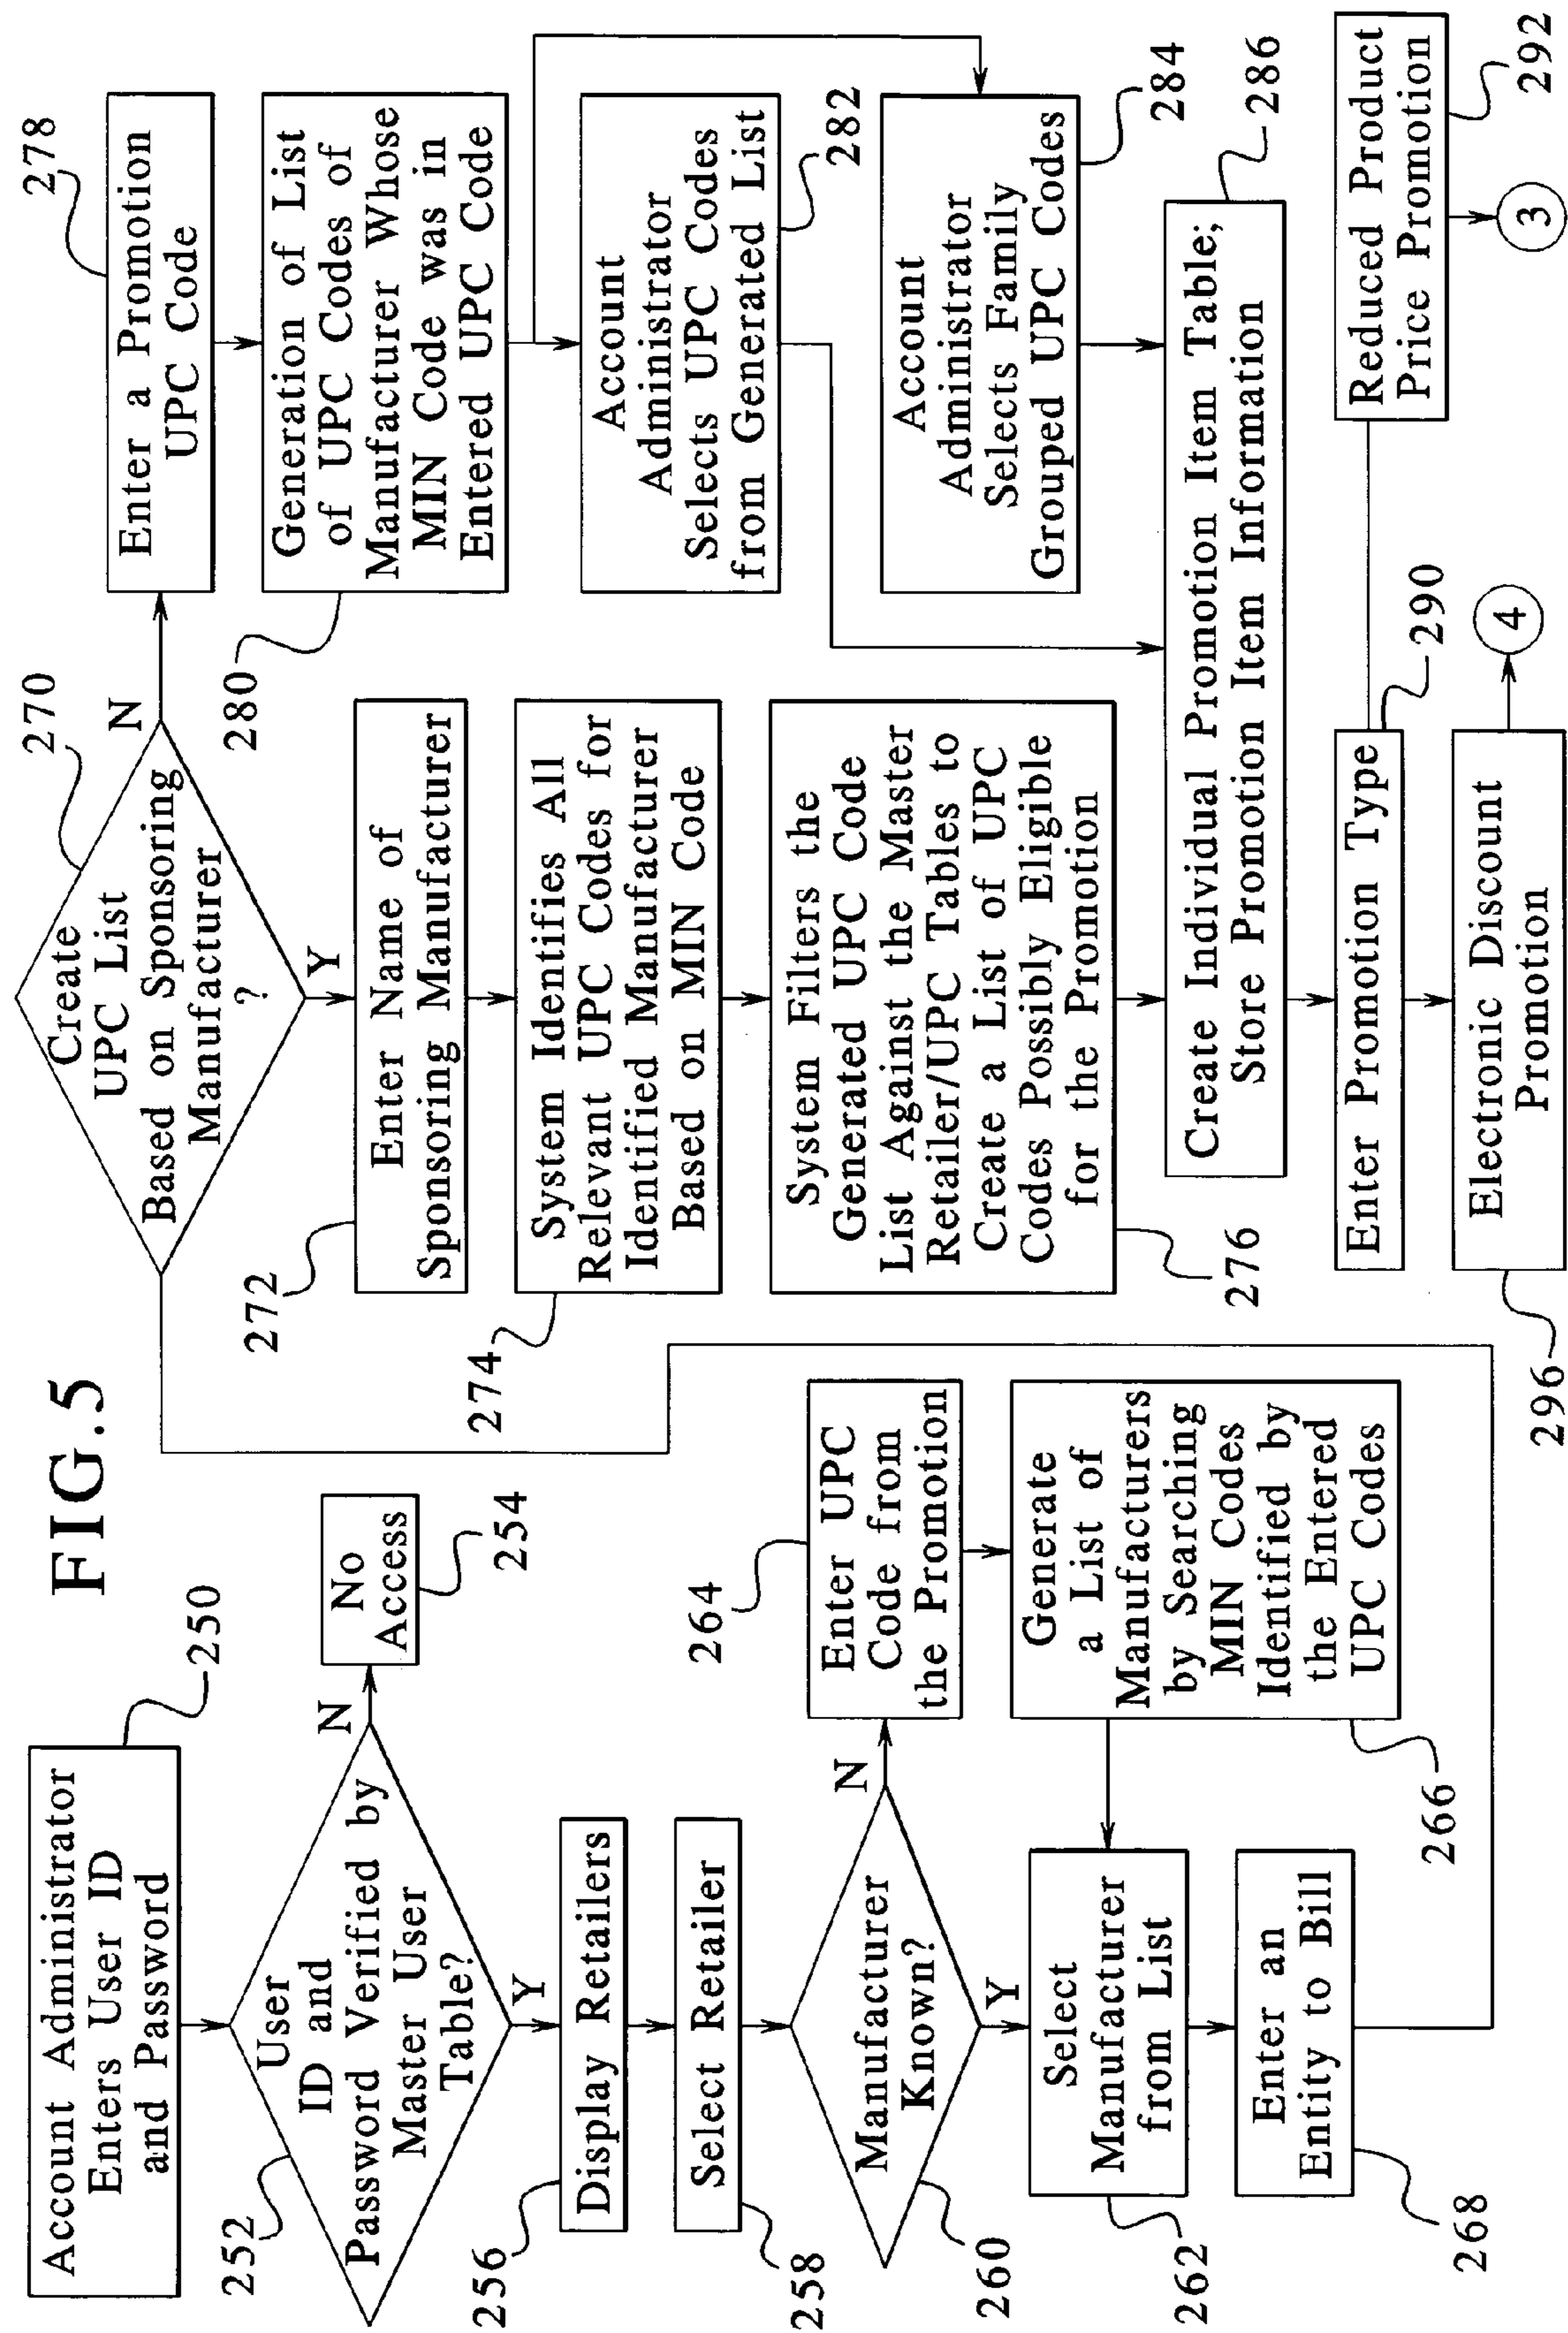 FIG.5
Account Administrator
Enters User ID
and Password
250
User
ID and
Password Verified by
Master User
Table?
252
N
No
Access
254
Y
Display Retailers
256
Select Retailer
258
Manufacturer
Known?
260
N
Enter UPC
Code from
the Promotion
264
Generate
a List of
Manufacturers
by Searching
MIN Codes
Identified by
the Entered
UPC Codes
266
Y
Select
Manufacturer
from List
262
Enter an
Entity to Bill
268
Create
UPC List
Based on Sponsoring
Manufacturer
?
270
Y
Enter Name of
Sponsoring Manufacturer
272
System Identifies All
Relevant UPC Codes for
Identified Manufacturer
Based on MIN Code
274
System Filters the
Generated UPC Code
List Against the Master
Retailer/UPC Tables to
Create a List of UPC
Codes Possibly Eligible
for the Promotion
276
N
Enter a Promotion
UPC Code
278
Generation of List
of UPC Codes of
Manufacturer Whose
MIN Code was in
Entered UPC Code
280
Account
Administrator
Selects UPC Codes
from Generated List
282
Account
Administrator
Selects Family
Grouped UPC Codes
284
Create Individual Promotion Item Table;
Store Promotion Item Information
286
Enter Promotion Type
290
Reduced Product
Price Promotion
292
3
Electronic Discount
Promotion
296
4